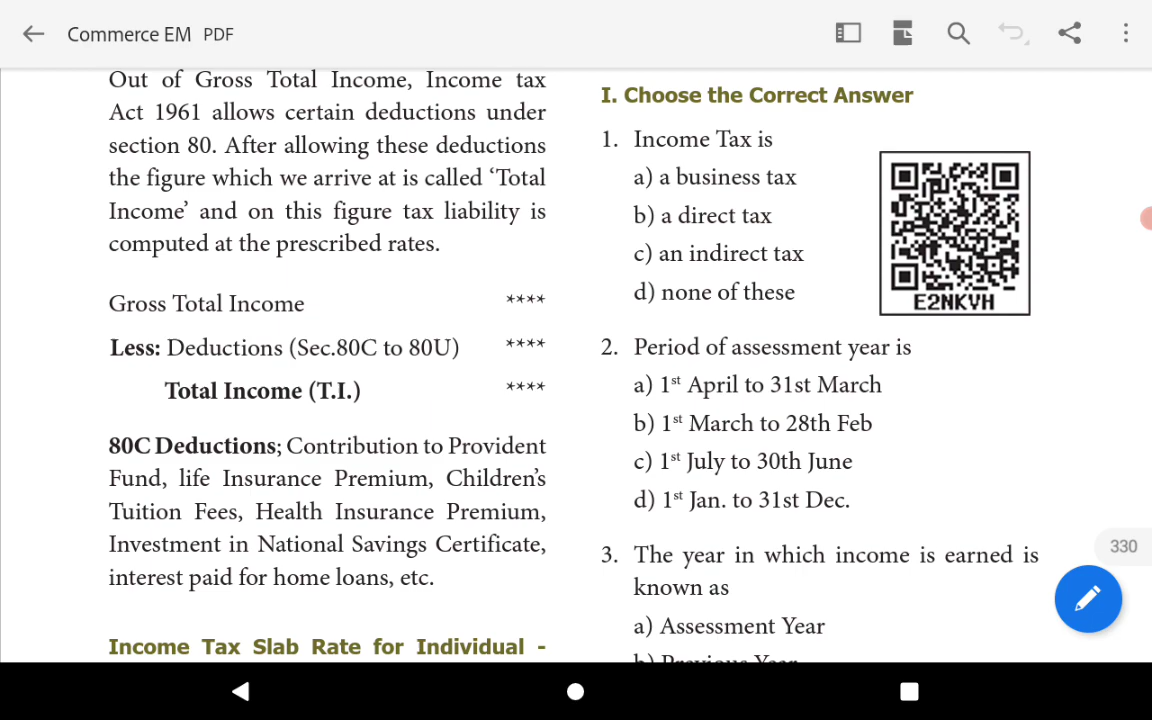 Commerce EM PDF
Out of Gross Total Income, Income tax
Act 1961 allows certain deductions under
section 80. After allowing these deductions
the figure which we arrive at is called ‘Total
Income’ and on this figure tax liability is
computed at the prescribed rates.
Gross Total Income ****
Less: Deductions (Sec.80C to 80U) ****
Total Income (T.I.) ****
80C Deductions; Contribution to Provident
Fund, life Insurance Premium, Children’s
Tuition Fees, Health Insurance Premium,
Investment in National Savings Certificate,
interest paid for home loans, etc.
Income Tax Slab Rate for Individual -
I. Choose the Correct Answer
1. Income Tax is
a) a business tax
b) a direct tax
c) an indirect tax
d) none of these
E2NKVH
2. Period of assessment year is
a) 1st April to 31st March
b) 1st March to 28th Feb
c) 1st July to 30th June
d) 1st Jan. to 31st Dec.
3. The year in which income is earned is
known as
a) Assessment Year
b) Previous Year
330